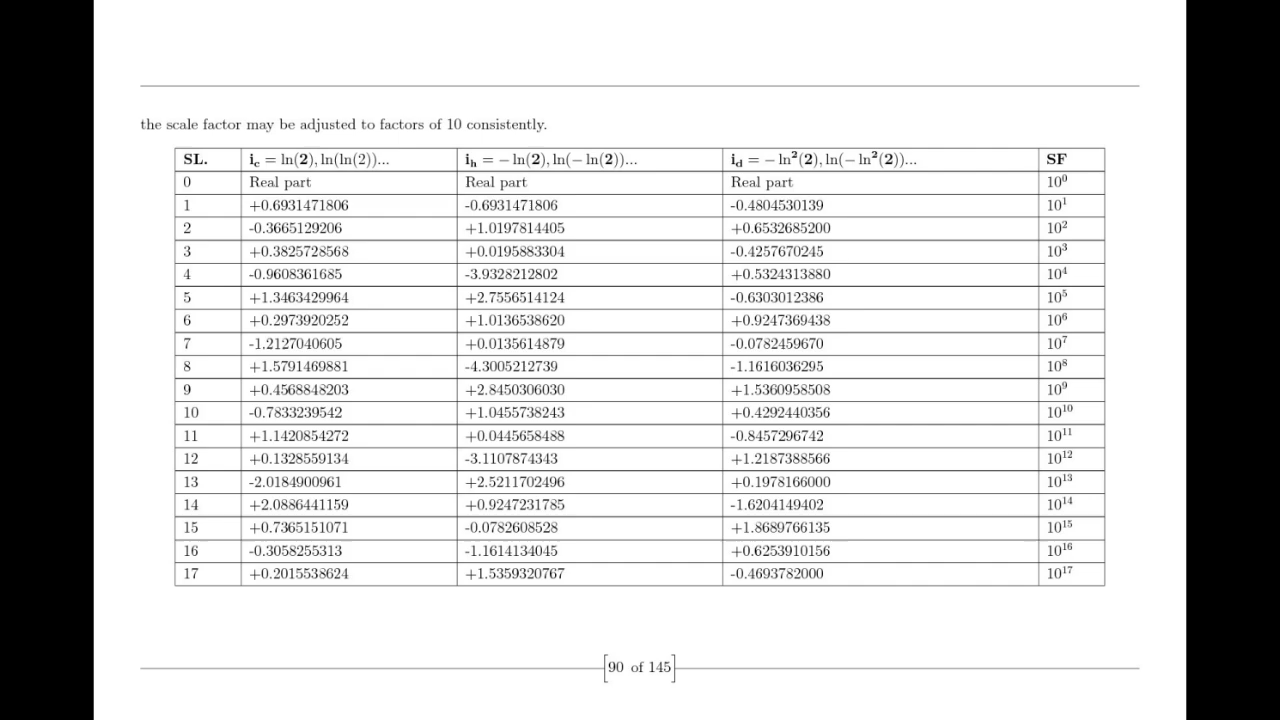 the scale factor may be adjusted to factors of 10 consistently.
SL. i_c = ln(2), ln(ln(2))... i_h = − ln(2), ln(− ln(2))... i_d = − ln²(2), ln(− ln²(2))... SF
0 Real part Real part Real part 10⁰
1 +0.6931471806 -0.6931471806 -0.4804530139 10¹
2 -0.3665129206 +1.0197814405 +0.6532685200 10²
3 +0.3825728568 +0.0195883304 -0.4257670245 10³
4 -0.9608361685 -3.9328212802 +0.5324313880 10⁴
5 +1.3463429964 +2.7556514124 -0.6303012386 10⁵
6 +0.2973920252 +1.0136538620 +0.9247369438 10⁶
7 -1.2127040605 +0.0135614879 -0.0782459670 10⁷
8 +1.5791469881 -4.3005212739 -1.1616036295 10⁸
9 +0.4568848203 +2.8450306030 +1.5360958508 10⁹
10 -0.7833239542 +1.0455738243 +0.4292440356 10¹⁰
11 +1.1420854272 +0.0445658488 -0.8457296742 10¹¹
12 +0.1328559134 -3.1107874343 +1.2187388566 10¹²
13 -2.0184900961 +2.5211702496 +0.1978166000 10¹³
14 +2.0886441159 +0.9247231785 -1.6204149402 10¹⁴
15 +0.7365151071 -0.0782608528 +1.8689766135 10¹⁵
16 -0.3058255313 -1.1614134045 +0.6253910156 10¹⁶
17 +0.2015538624 +1.5359320767 -0.4693782000 10¹⁷
[90 of 145]